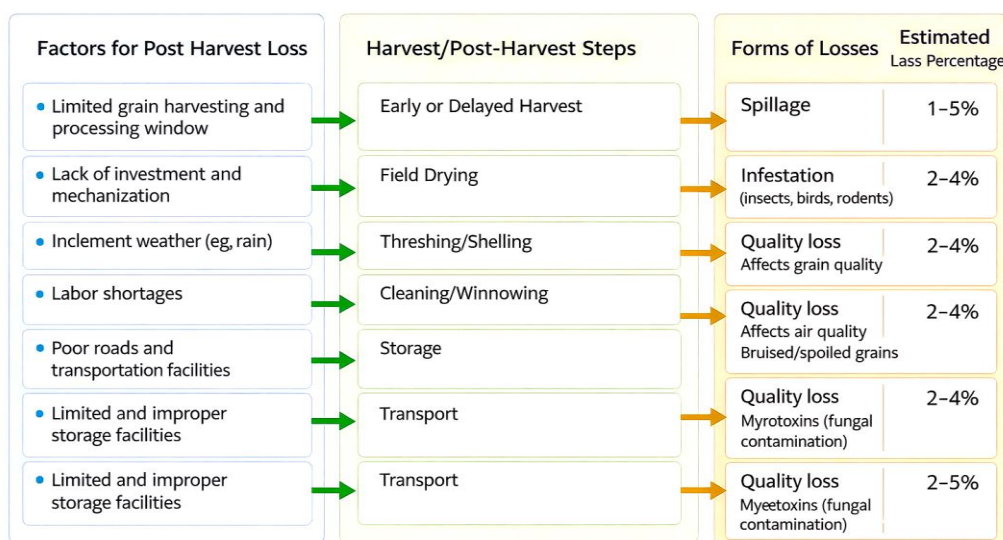 Factors for Post Harvest Loss
Harvest/Post-Harvest Steps
Forms of Losses
Estimated
Lass Percentage
• Limited grain harvesting and
processing window
Early or Delayed Harvest
Spillage
1–5%
• Lack of investment and
mechanization
Field Drying
Infestation
(insects, birds, rodents)
2–4%
• Inclement weather (eg, rain)
Threshing/Shelling
Quality loss
Affects grain quality
2–4%
• Labor shortages
Cleaning/Winnowing
Quality loss
Affects air quality
Bruised/spoiled grains
2–4%
• Poor roads and
transportation facilities
Storage
• Limited and improper
storage facilities
Transport
Quality loss
Myrotoxins (fungal
contamination)
2–4%
• Limited and improper
storage facilities
Transport
Quality loss
Myeetoxins (fungal
contamination)
2–5%